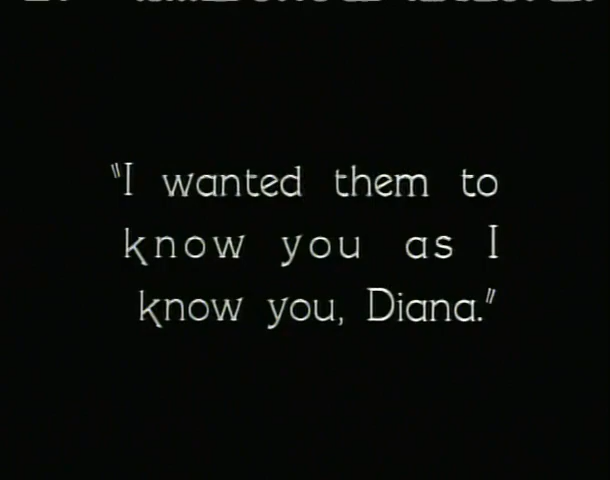 "I wanted them to
know you as I
know you, Diana."